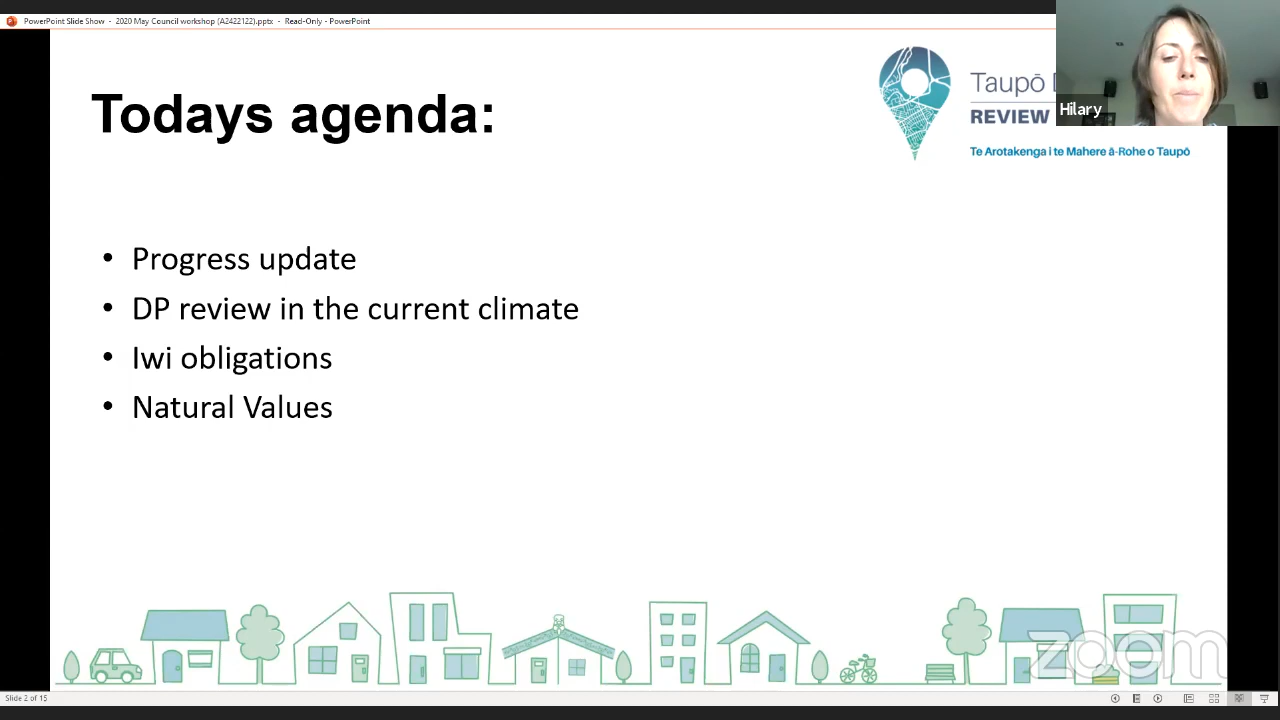 PowerPoint Slide Show - 2020 May Council workshop (A2422122).pptx - Read-Only - PowerPoint
Todays agenda:
Taupō
REVIEW
Te Arotakenga i te Mahere ā-Rohe o Taupō
Hilary
• Progress update
• DP review in the current climate
• Iwi obligations
• Natural Values
zoom
Slide 2 of 15